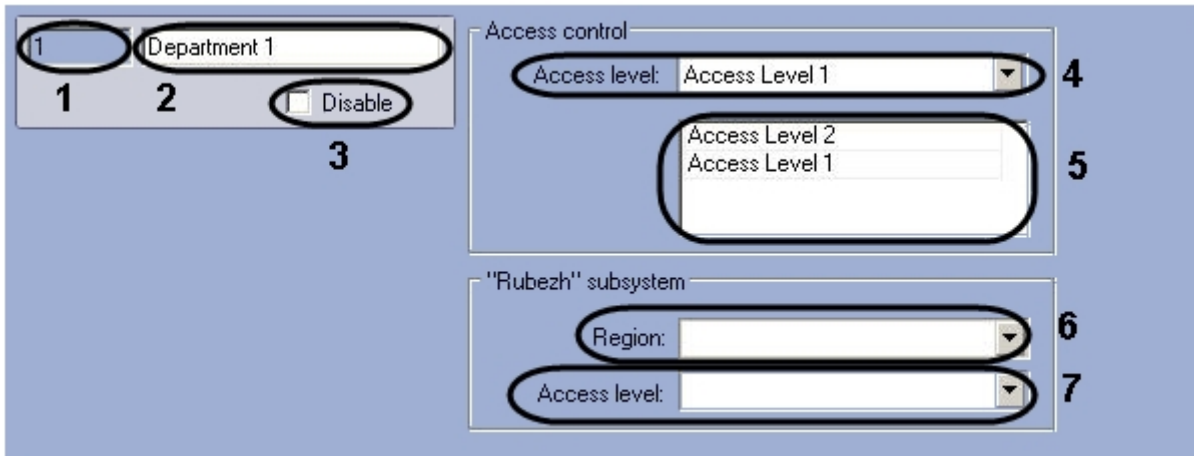 1
Department 1
1
2
Disable
3
Access control
Access level:
Access Level 1
4
Access Level 2
Access Level 1
5
"Rubezh" subsystem
Region:
6
Access level:
7